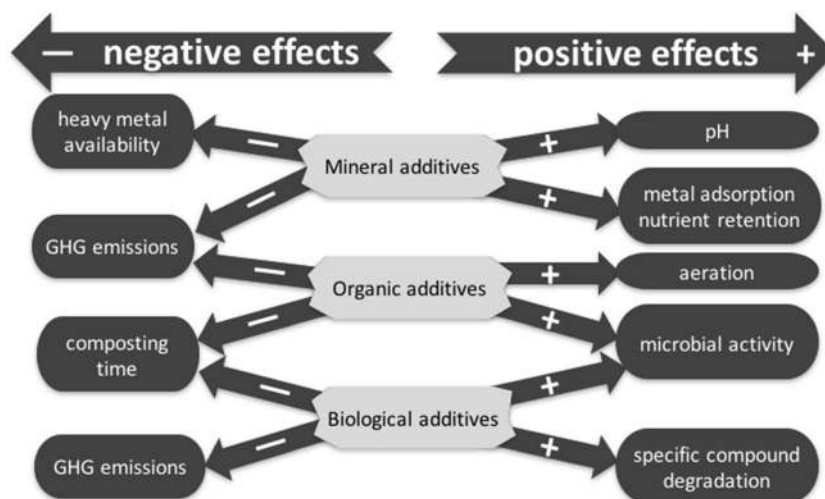 − negative effects
positive effects +
heavy metal
availability
−
Mineral additives
+
pH
−
+
metal adsorption
nutrient retention
GHG emissions
−
Organic additives
+
aeration
−
+
composting
time
microbial activity
−
Biological additives
+
−
+
GHG emissions
specific compound
degradation